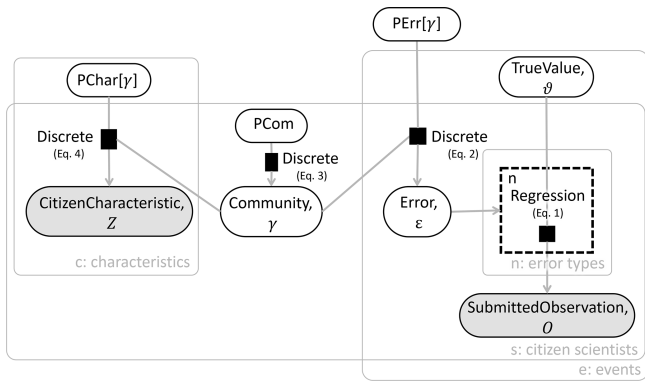 PErr[γ]
PChar[γ]
TrueValue,
ϑ
PCom
Discrete
(Eq. 4)
Discrete
(Eq. 3)
Discrete
(Eq. 2)
n
Regression
(Eq. 1)
CitizenCharacteristic,
Z
Community,
γ
Error,
ε
c: characteristics
n: error types
SubmittedObservation,
O
s: citizen scientists
e: events